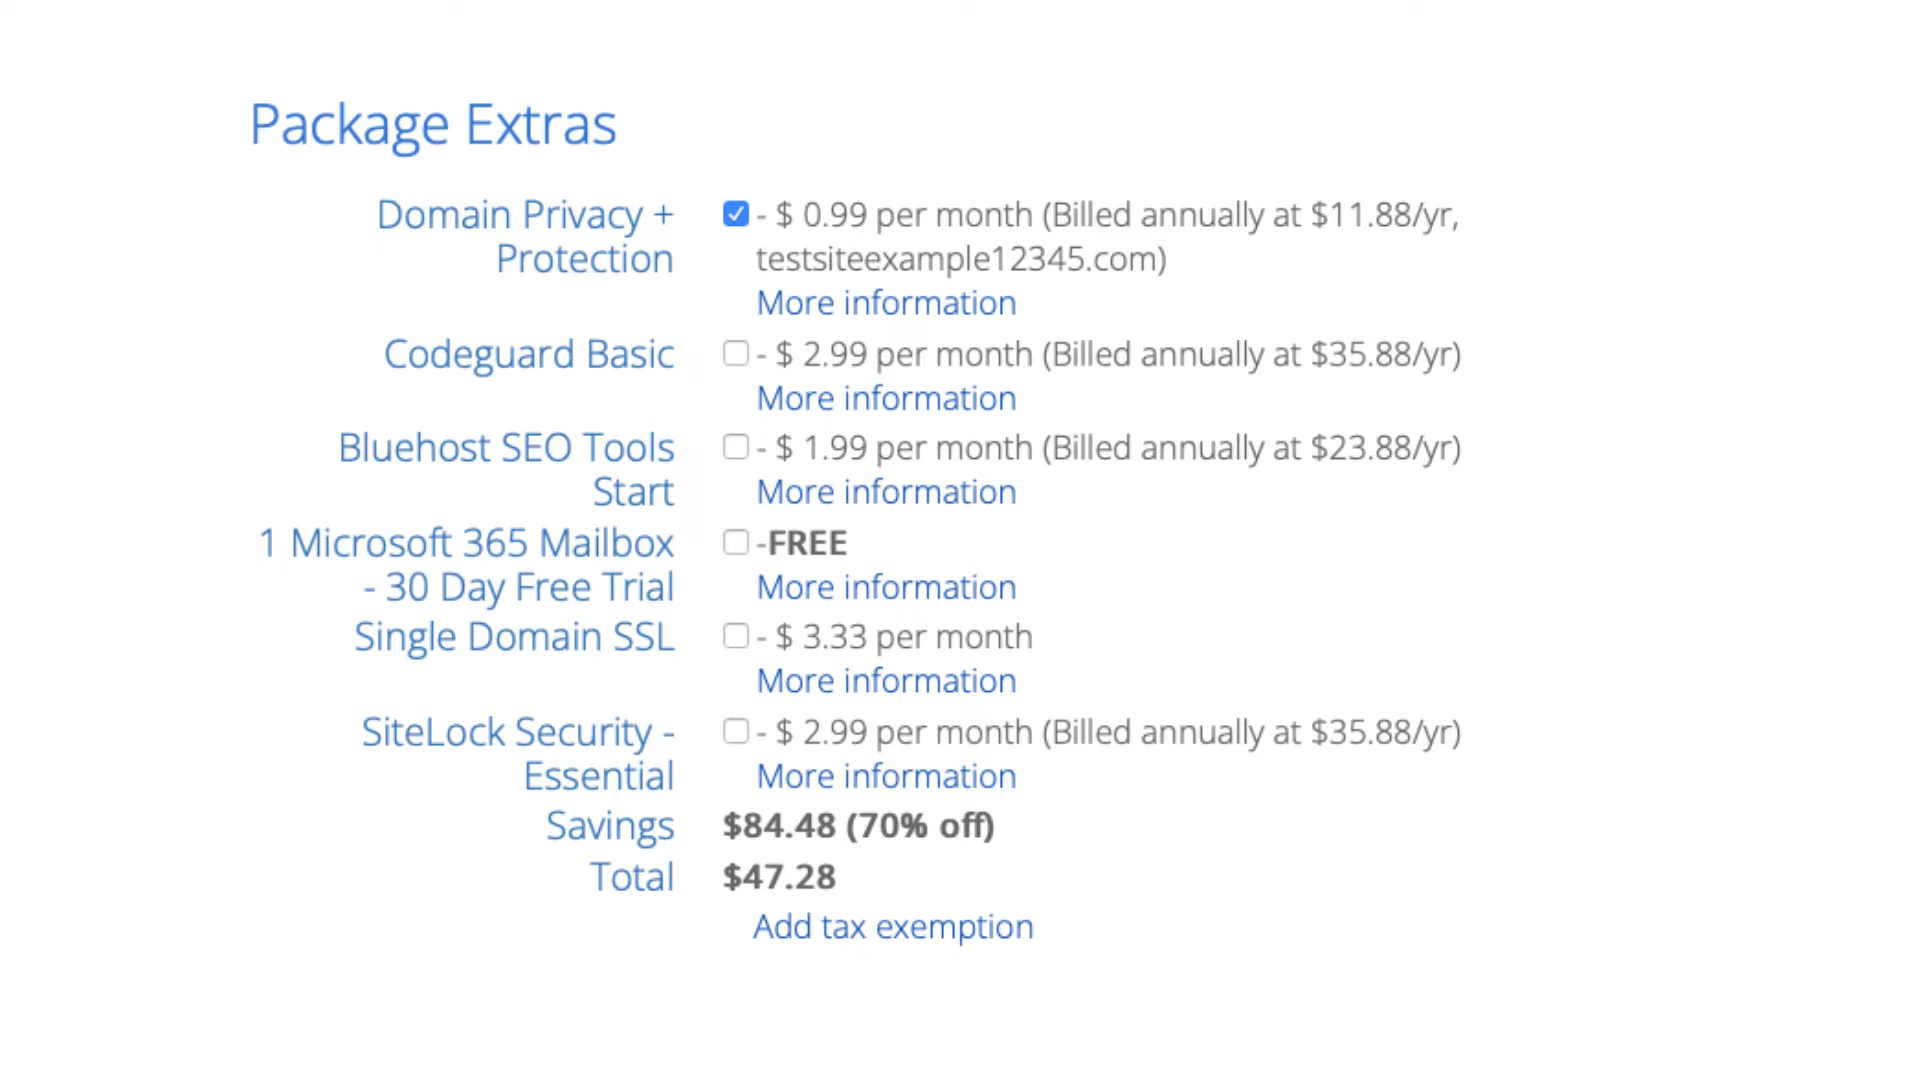 Package Extras
Domain Privacy + - $ 0.99 per month (Billed annually at $11.88/yr,
Protection testsiteexample12345.com)
More information
Codeguard Basic - $ 2.99 per month (Billed annually at $35.88/yr)
More information
Bluehost SEO Tools - $ 1.99 per month (Billed annually at $23.88/yr)
Start More information
1 Microsoft 365 Mailbox -FREE
- 30 Day Free Trial More information
Single Domain SSL - $ 3.33 per month
More information
SiteLock Security - - $ 2.99 per month (Billed annually at $35.88/yr)
Essential More information
Savings $84.48 (70% off)
Total $47.28
Add tax exemption